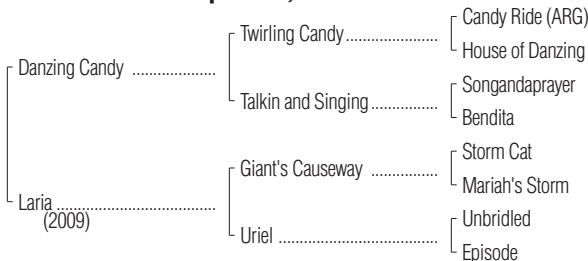 Candy Ride (ARG)
Twirling Candy.....................
House of Danzing
Danzing Candy ...................
Songandaprayer
Talkin and Singing...............
Bendita
Storm Cat
Giant's Causeway ...............
Mariah's Storm
Laria ..........................................
(2009)
Unbridled
Uriel ....................................
Episode